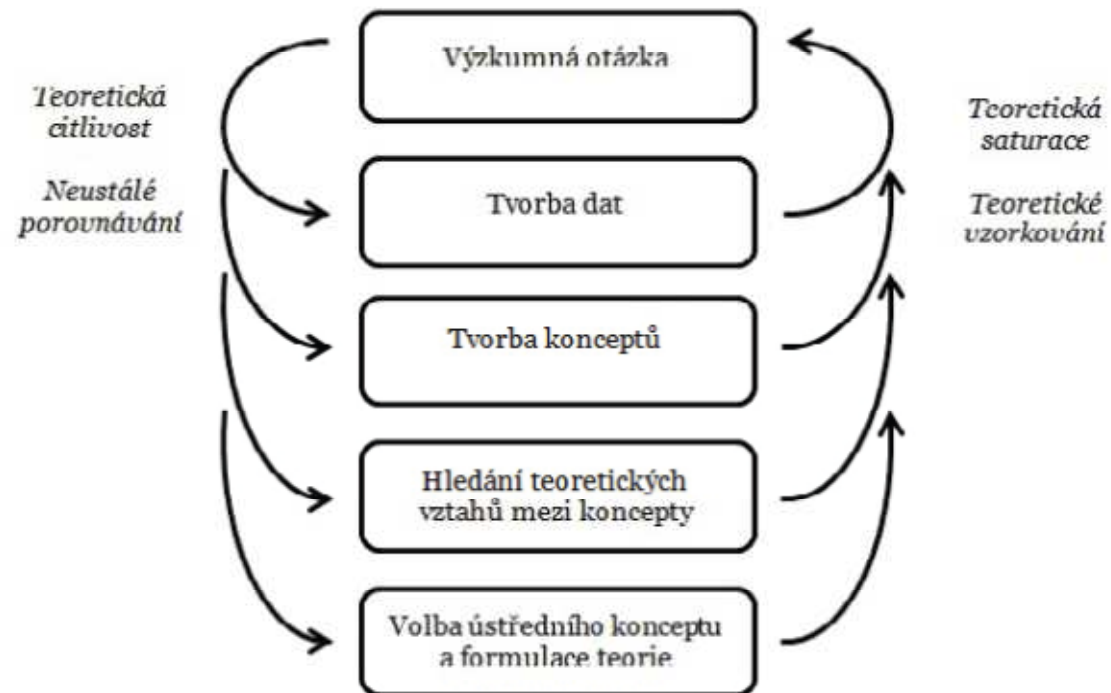 Výzkumná otázka
Teoretická
citlivost
Neustálé
porovnávání
Teoretická
saturace
Teoretické
vzorkování
Tvorba dat
Tvorba konceptů
Hledání teoretických
vztahů mezi koncepty
Volba ústředního konceptu
a formulace teorie